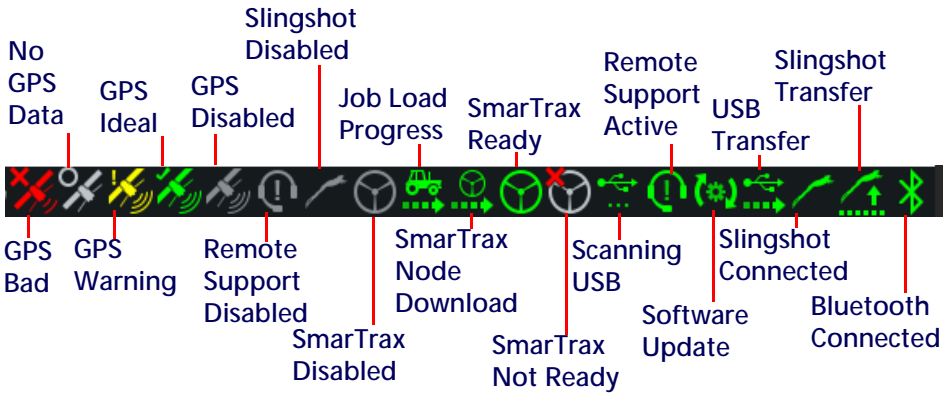 No
GPS
Data
GPS
Ideal
GPS
Disabled
Slingshot
Disabled
Job Load
Progress
SmarTrax
Ready
Remote
Support
Active
USB
Transfer
Slingshot
Transfer
GPS
Bad
GPS
Warning
Remote
Support
Disabled
SmarTrax
Disabled
SmarTrax
Node
Download
SmarTrax
Not Ready
Scanning
USB
Software
Update
Slingshot
Connected
Bluetooth
Connected